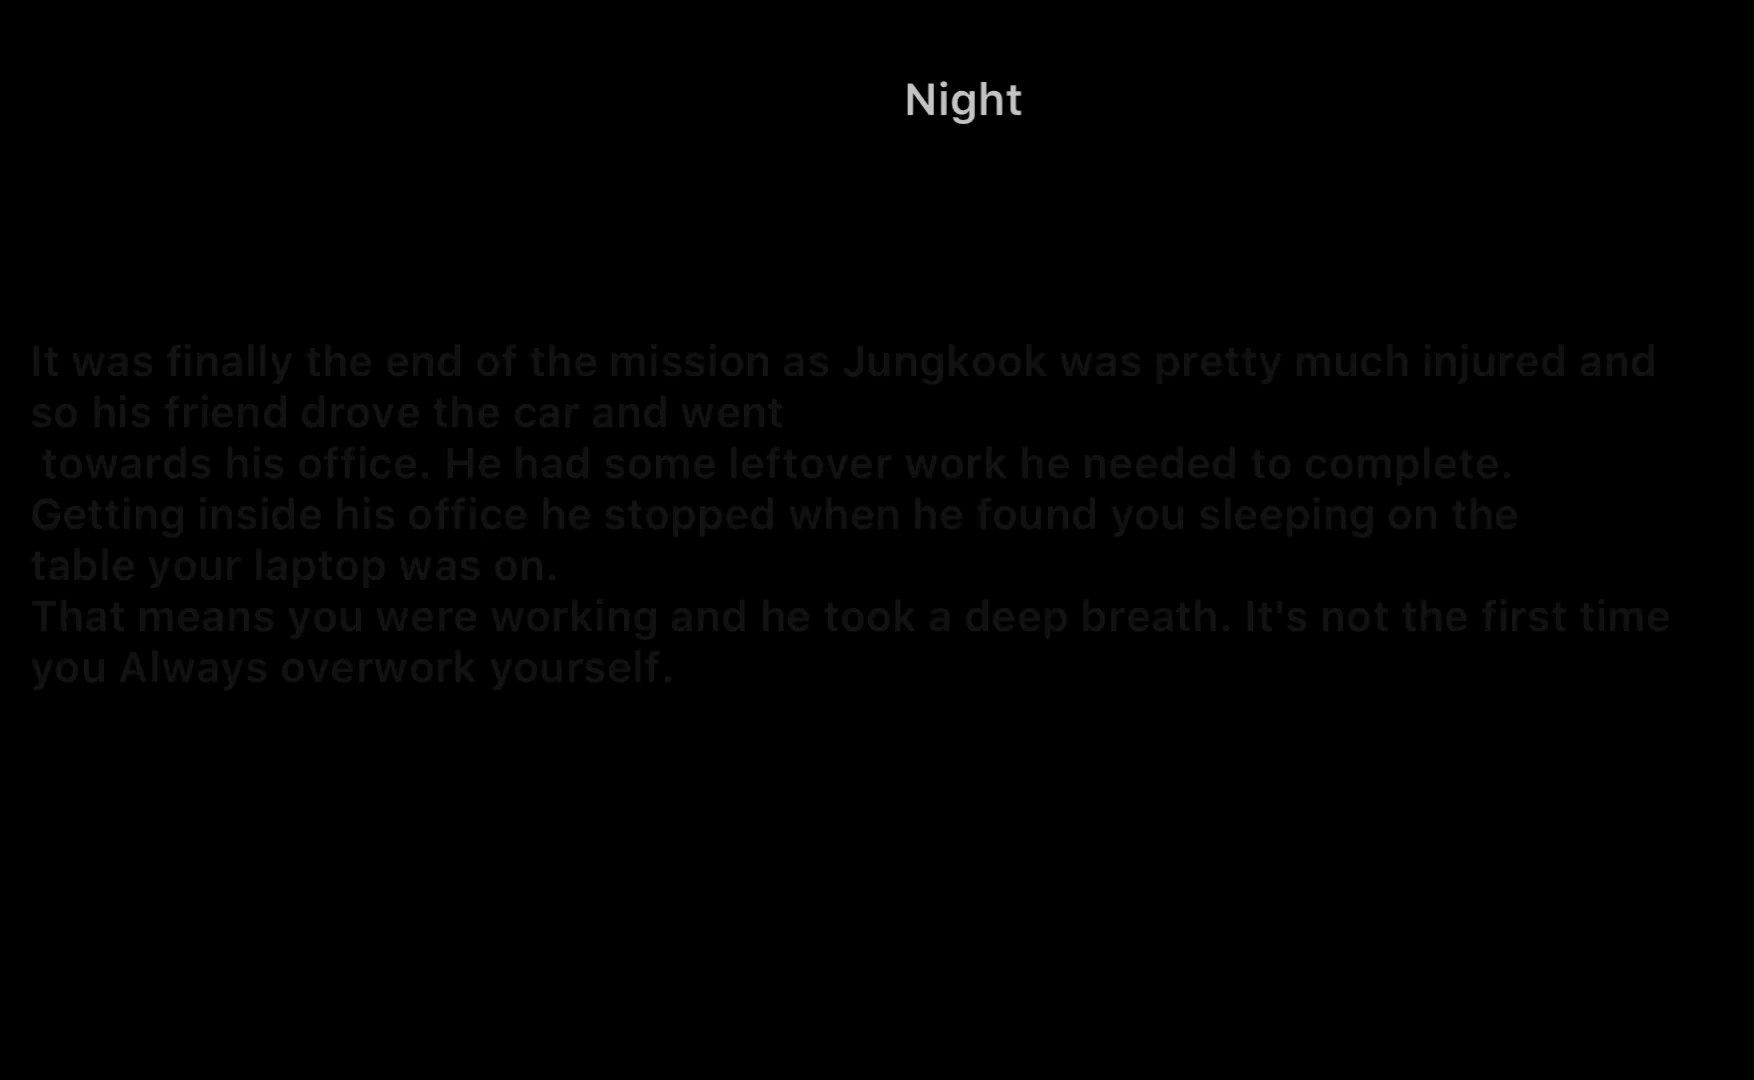 Night
It was finally the end of the mission as Jungkook was pretty much injured and
so his friend drove the car and went
towards his office. He had some leftover work he needed to complete.
Getting inside his office he stopped when he found you sleeping on the
table your laptop was on.
That means you were working and he took a deep breath. It's not the first time
you Always overwork yourself.